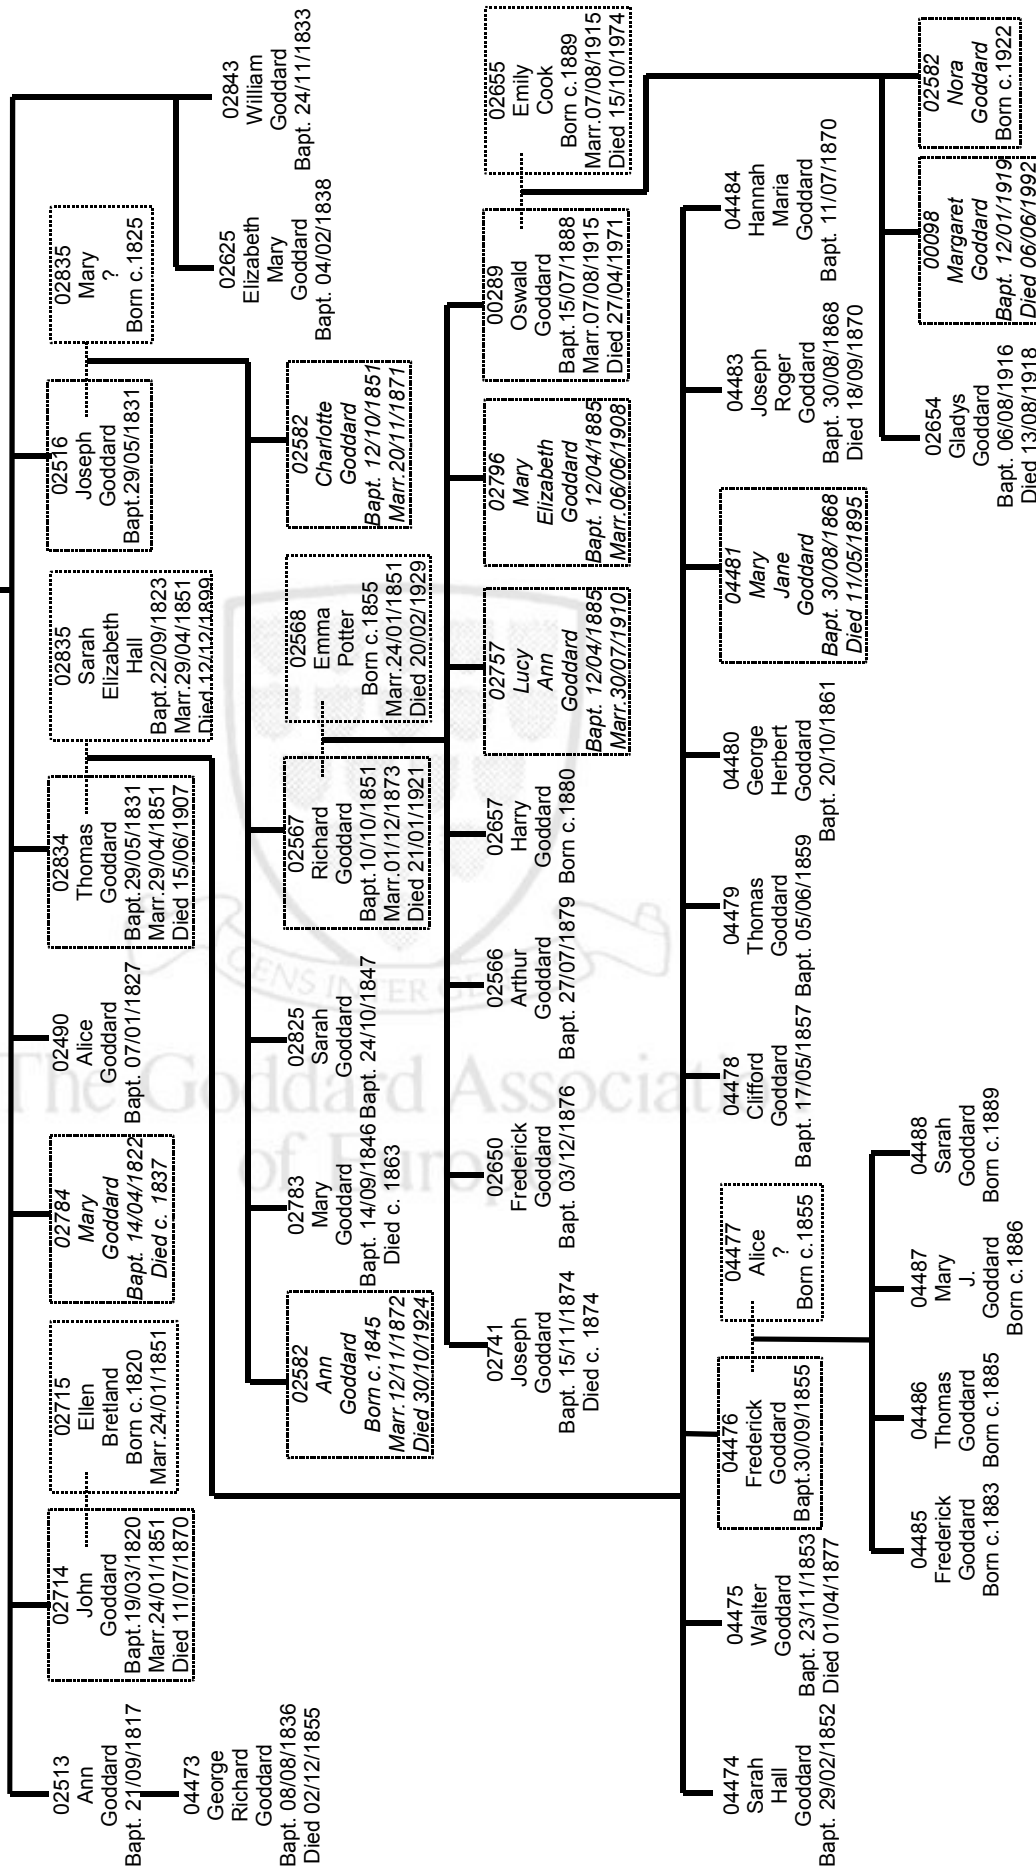 02513
Ann
Goddard
Bapt. 21/09/1817
02714
John
Goddard
Bapt.19/03/1820
Marr.24/01/1851
Died 11/07/1870
02715
Ellen
Bretland
Born c.1820
Marr.24/01/1851
02784
Mary
Goddard
Bapt. 14/04/1822
Died c. 1837
02490
Alice
Goddard
Bapt. 07/01/1827
02834
Thomas
Goddard
Bapt.29/05/1831
Marr.29/04/1851
Died 15/06/1907
02835
Sarah
Elizabeth
Hall
Bapt.22/09/1823
Marr.29/04/1851
Died.12/12/1899
02516
Joseph
Goddard
Bapt.29/05/1831
02835
Mary
?
Born c.1825
04473
George
Richard
Goddard
Bapt. 08/08/1836
Died 02/12/1855
02625
Elizabeth
Mary
Goddard
Bapt. 04/02/1838
02843
William
Goddard
Bapt. 24/11/1833
02582
Ann
Goddard
Born c.1845
Marr.12/11/1872
Died 30/10/1924
02783
Mary
Goddard
Bapt. 14/09/1846
Died c. 1863
02825
Sarah
Goddard
Bapt. 24/10/1847
02567
Richard
Goddard
Bapt.10/10/1851
Marr.01/12/1873
Died 21/01/1921
02568
Emma
Potter
Born c.1855
Marr.24/01/1851
Died 20/02/1929
02582
Charlotte
Goddard
Bapt. 12/10/1851
Marr.20/11/1871
02741
Joseph
Goddard
Bapt. 15/11/1874
Died c. 1874
02650
Frederick
Goddard
Bapt. 03/12/1876
02566
Arthur
Goddard
Bapt. 27/07/1879
02657
Harry
Goddard
Born c.1880
02757
Lucy
Ann
Goddard
Bapt. 12/04/1885
Marr.30/07/1910
02796
Mary
Elizabeth
Goddard
Bapt. 12/04/1885
Marr.06/06/1908
00289
Oswald
Goddard
Bapt.15/07/1888
Marr.07/08/1915
Died 27/04/1971
02655
Emily
Cook
Born c.1889
Marr.07/08/1915
Died 15/10/1974
04474
Sarah
Hall
Goddard
Bapt. 29/02/1852
04475
Walter
Goddard
Bapt. 23/11/1853
Died 01/04/1877
04476
Frederick
Goddard
Bapt.30/09/1855
04477
Alice
?
Born c.1855
04478
Clifford
Goddard
Bapt. 17/05/1857
04479
Thomas
Goddard
Bapt. 05/06/1859
04480
George
Herbert
Goddard
Bapt. 20/10/1861
04481
Mary
Jane
Goddard
Bapt. 30/08/1868
Died 11/05/1895
04483
Joseph
Roger
Goddard
Bapt. 30/08/1868
Died 18/09/1870
04484
Hannah
Maria
Goddard
Bapt. 11/07/1870
04485
Frederick
Goddard
Born c.1883
04486
Thomas
Goddard
Born c.1885
04487
Mary
J.
Goddard
Born c.1886
04488
Sarah
Goddard
Born c.1889
02654
Gladys
Goddard
Bapt. 06/08/1916
Died 13/08/1918
00098
Margaret
Goddard
Bapt. 12/01/1919
Died 06/06/1992
02582
Nora
Goddard
Born c.1922
GENS INTER
The Goddard Associati
of Europ